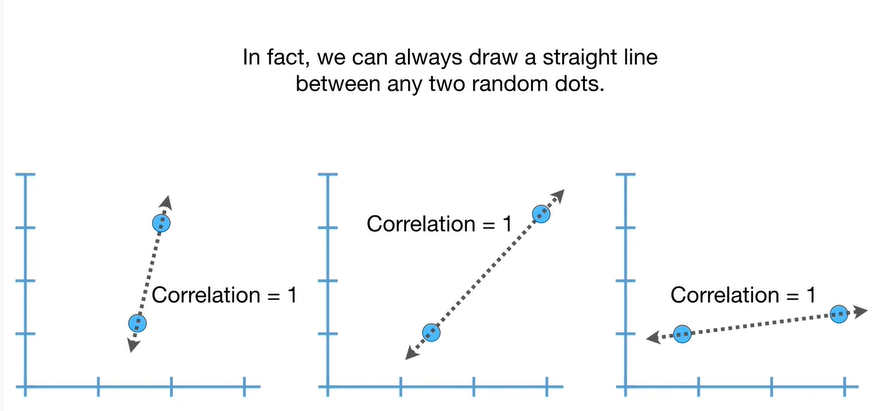 In fact, we can always draw a straight line
between any two random dots.
Correlation = 1
Correlation = 1
Correlation = 1